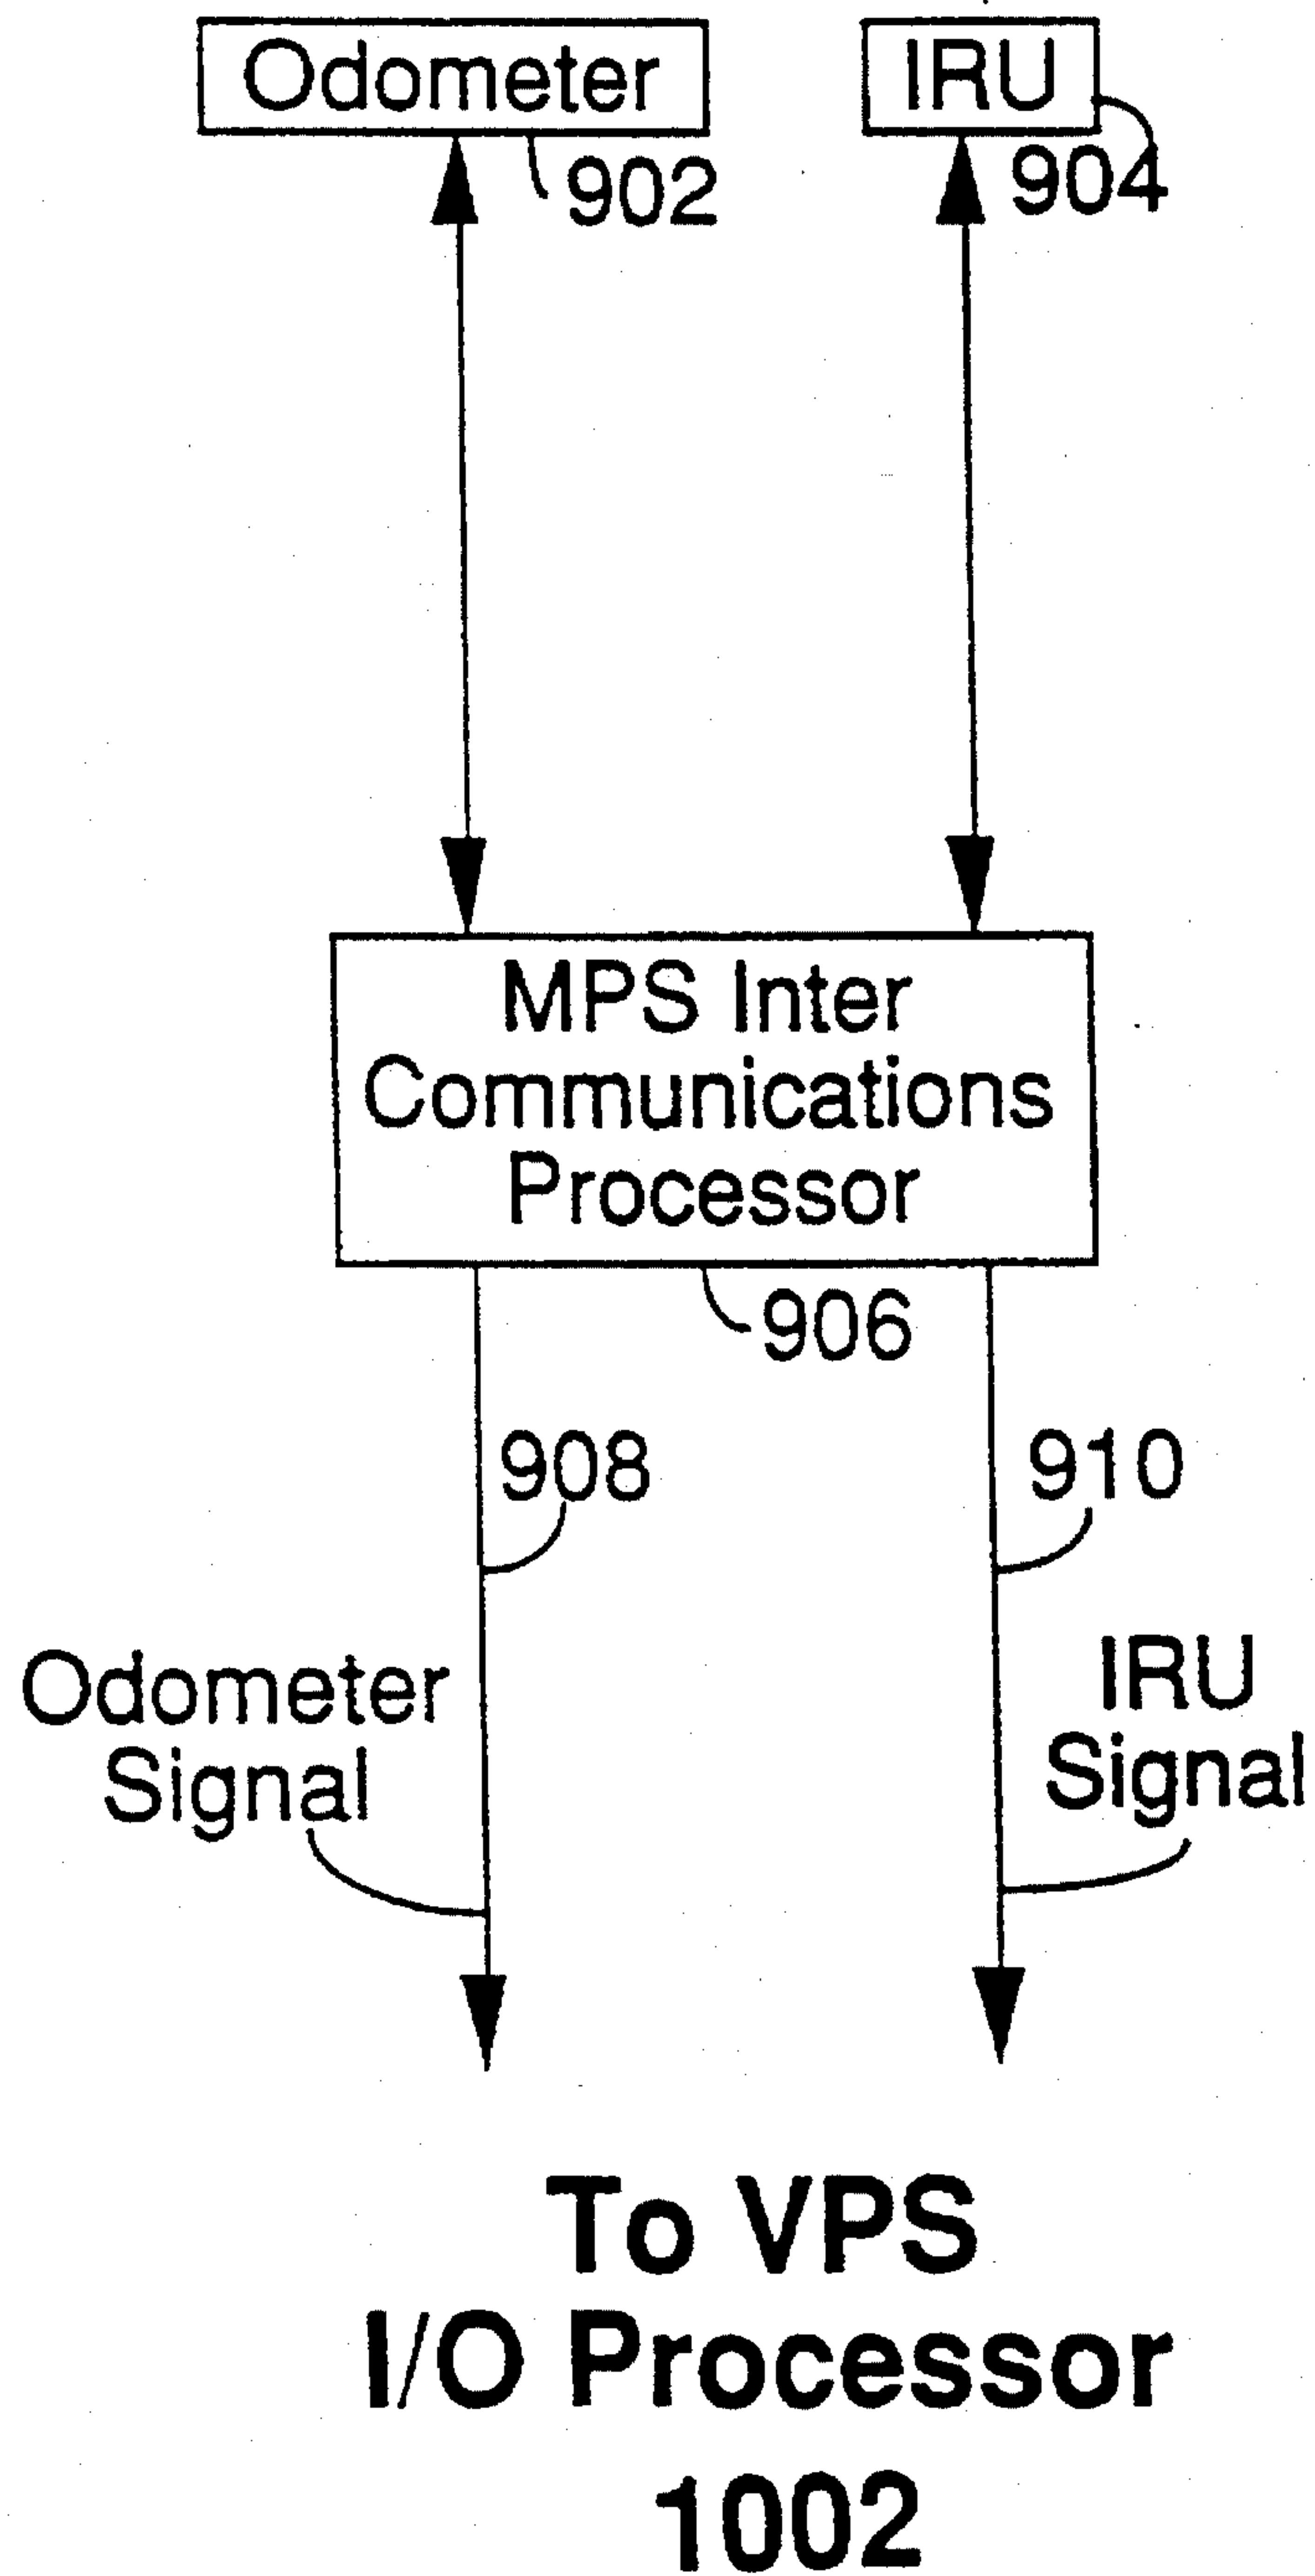 Odometer
IRU
902
904
MPS Inter
Communications
Processor
906
908
910
Odometer
Signal
IRU
Signal
To VPS
I/O Processor
1002